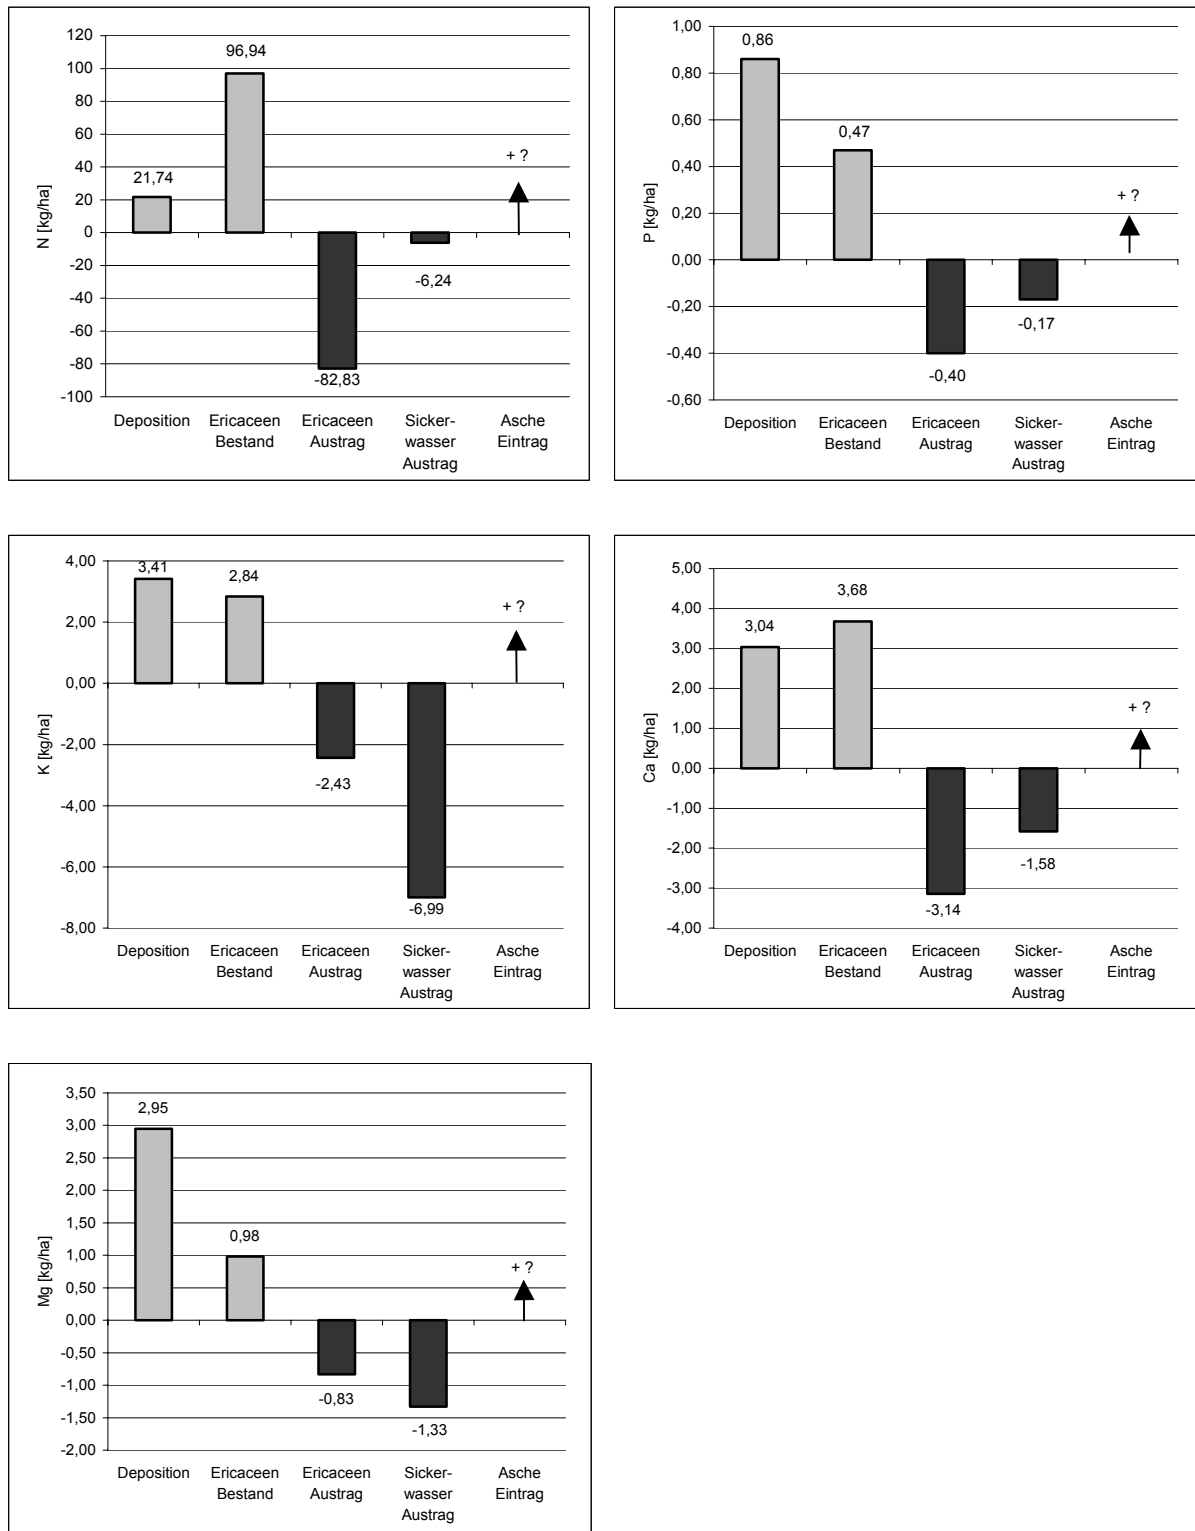 120
100
80
60
40
20
0
-20
-40
-60
-80
-100
N [kg/ha]
21,74
96,94
-82,83
-6,24
+ ?
Deposition
Ericaceen
Bestand
Ericaceen
Austrag
Sicker-
wasser
Austrag
Asche
Eintrag
1,00
0,80
0,60
0,40
0,20
0,00
-0,20
-0,40
-0,60
P [kg/ha]
0,86
0,47
-0,40
-0,17
+ ?
Deposition
Ericaceen
Bestand
Ericaceen
Austrag
Sicker-
wasser
Austrag
Asche
Eintrag
4,00
2,00
0,00
-2,00
-4,00
-6,00
-8,00
K [kg/ha]
3,41
2,84
-2,43
-6,99
+ ?
Deposition
Ericaceen
Bestand
Ericaceen
Austrag
Sicker-
wasser
Austrag
Asche
Eintrag
5,00
4,00
3,00
2,00
1,00
0,00
-1,00
-2,00
-3,00
-4,00
Ca [kg/ha]
3,04
3,68
-3,14
-1,58
+ ?
Deposition
Ericaceen
Bestand
Ericaceen
Austrag
Sicker-
wasser
Austrag
Asche
Eintrag
3,50
3,00
2,50
2,00
1,50
1,00
0,50
0,00
-0,50
-1,00
-1,50
-2,00
Mg [kg/ha]
2,95
0,98
-0,83
-1,33
+ ?
Deposition
Ericaceen
Bestand
Ericaceen
Austrag
Sicker-
wasser
Austrag
Asche
Eintrag